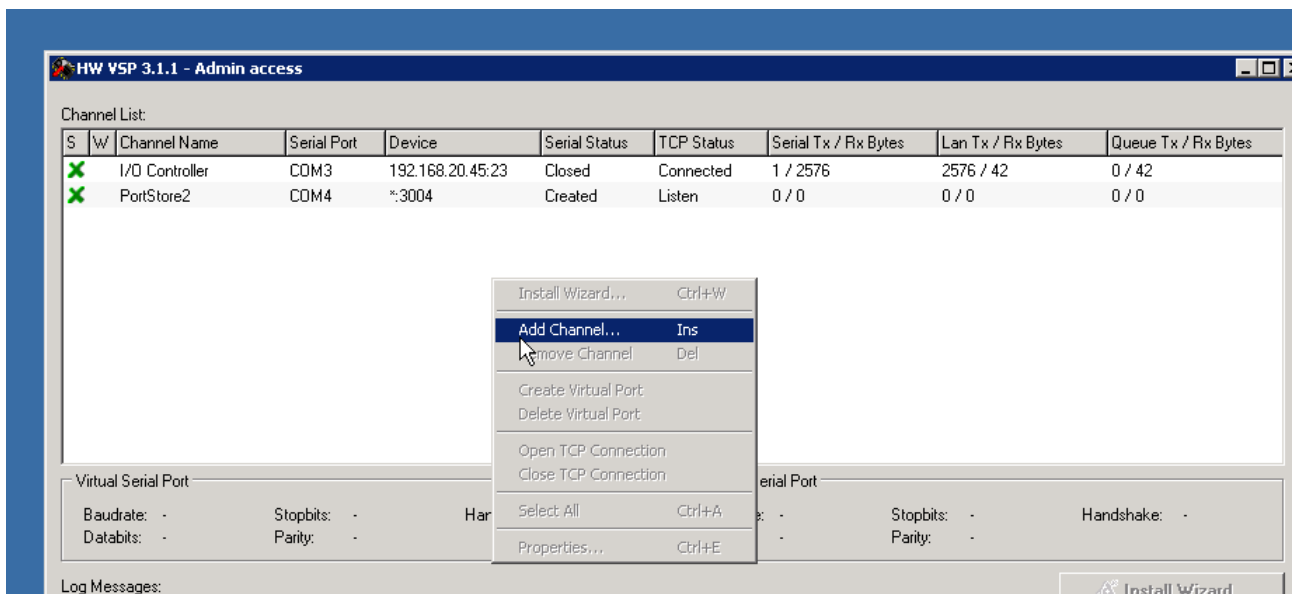 HW VSP 3.1.1 - Admin access
Channel List:
S W Channel Name Serial Port Device Serial Status TCP Status Serial Tx / Rx Bytes Lan Tx / Rx Bytes Queue Tx / Rx Bytes
I/O Controller COM3 192.168.20.45:23 Closed Connected 1 / 2576 2576 / 42 0 / 42
PortStore2 COM4 *:3004 Created Listen 0 / 0 0 / 0 0 / 0
Install Wizard... Ctrl+W
Add Channel... Ins
Remove Channel Del
Create Virtual Port
Delete Virtual Port
Open TCP Connection
Close TCP Connection
Select All Ctrl+A
Properties... Ctrl+E
Virtual Serial Port erial Port
Baudrate: - Stopbits: - Har e: - Stopbits: - Handshake: -
Databits: - Parity: - - Parity: -
Log Messages:
Install Wizard